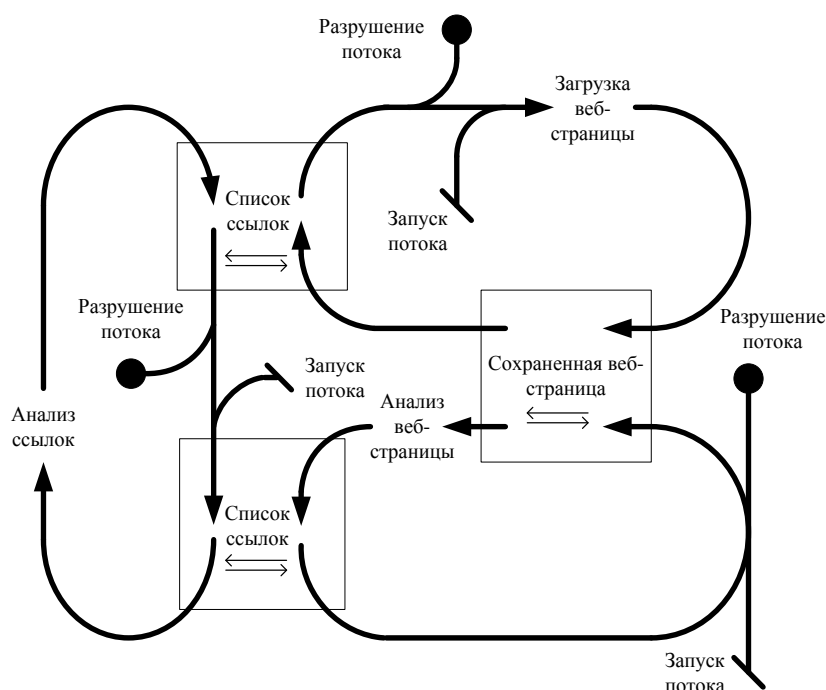 Разрушение
потока
Загрузка
веб-
страницы
Список
ссылок
Запуск
потока
Разрушение
потока
Разрушение
потока
Запуск
потока
Сохраненная веб-
страница
Анализ
ссылок
Анализ
веб-
страницы
Список
ссылок
Запуск
потока